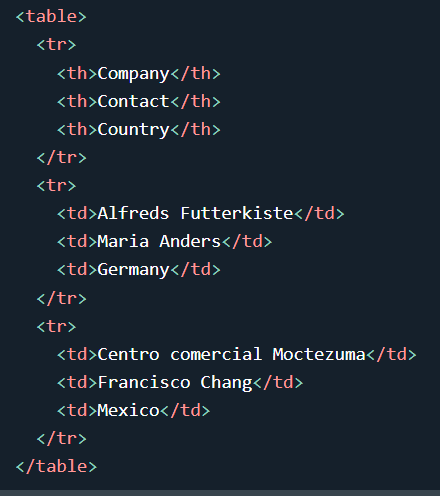 <table>
<tr>
<th>Company</th>
<th>Contact</th>
<th>Country</th>
</tr>
<tr>
<td>Alfreds Futterkiste</td>
<td>Maria Anders</td>
<td>Germany</td>
</tr>
<tr>
<td>Centro comercial Moctezuma</td>
<td>Francisco Chang</td>
<td>Mexico</td>
</tr>
</table>